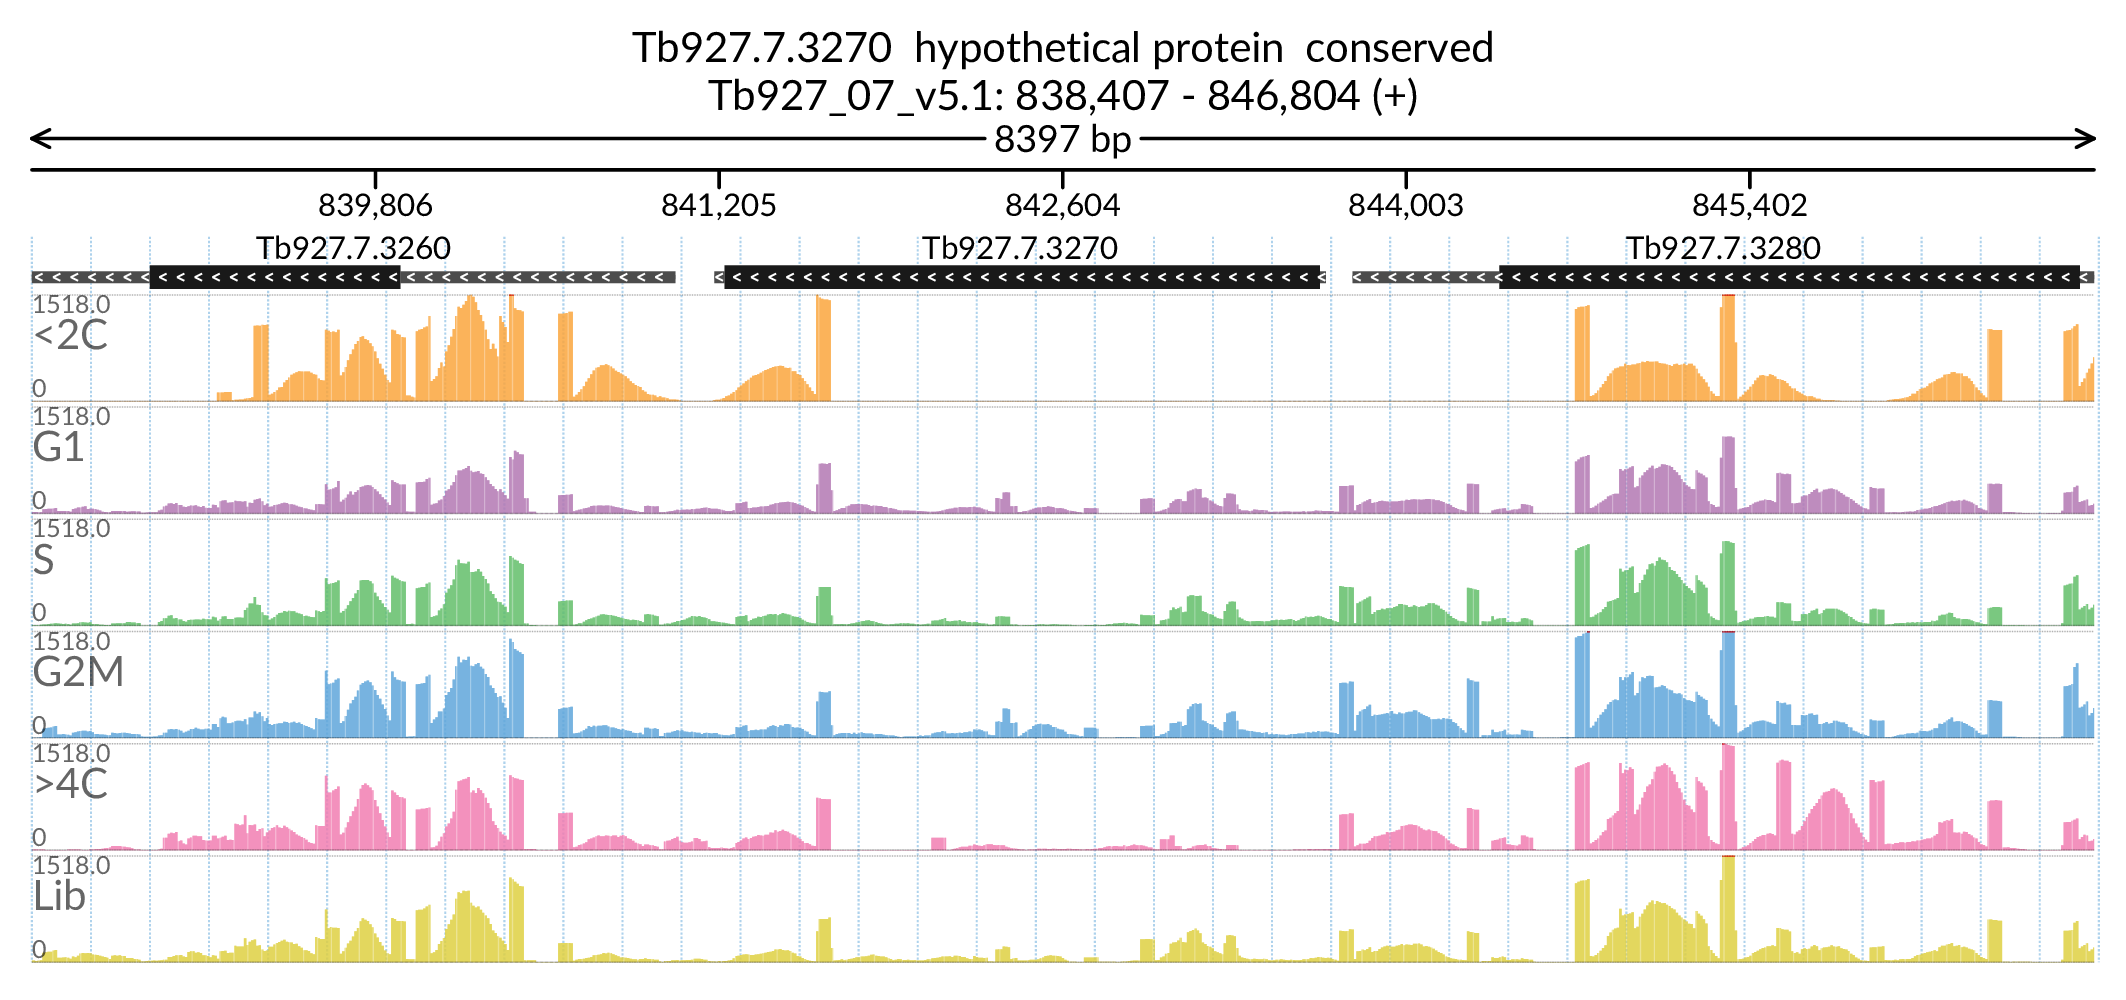 Tb927.7.3270 hypothetical protein conserved
Tb927_07_v5.1: 838,407 - 846,804 (+)
8397 bp
839,806 841,205 842,604 844,003 845,402
Tb927.7.3260 Tb927.7.3270 Tb927.7.3280
1518.0
<2C
0
1518.0
G1
0
1518.0
S
0
1518.0
G2M
0
1518.0
>4C
0
1518.0
Lib
0